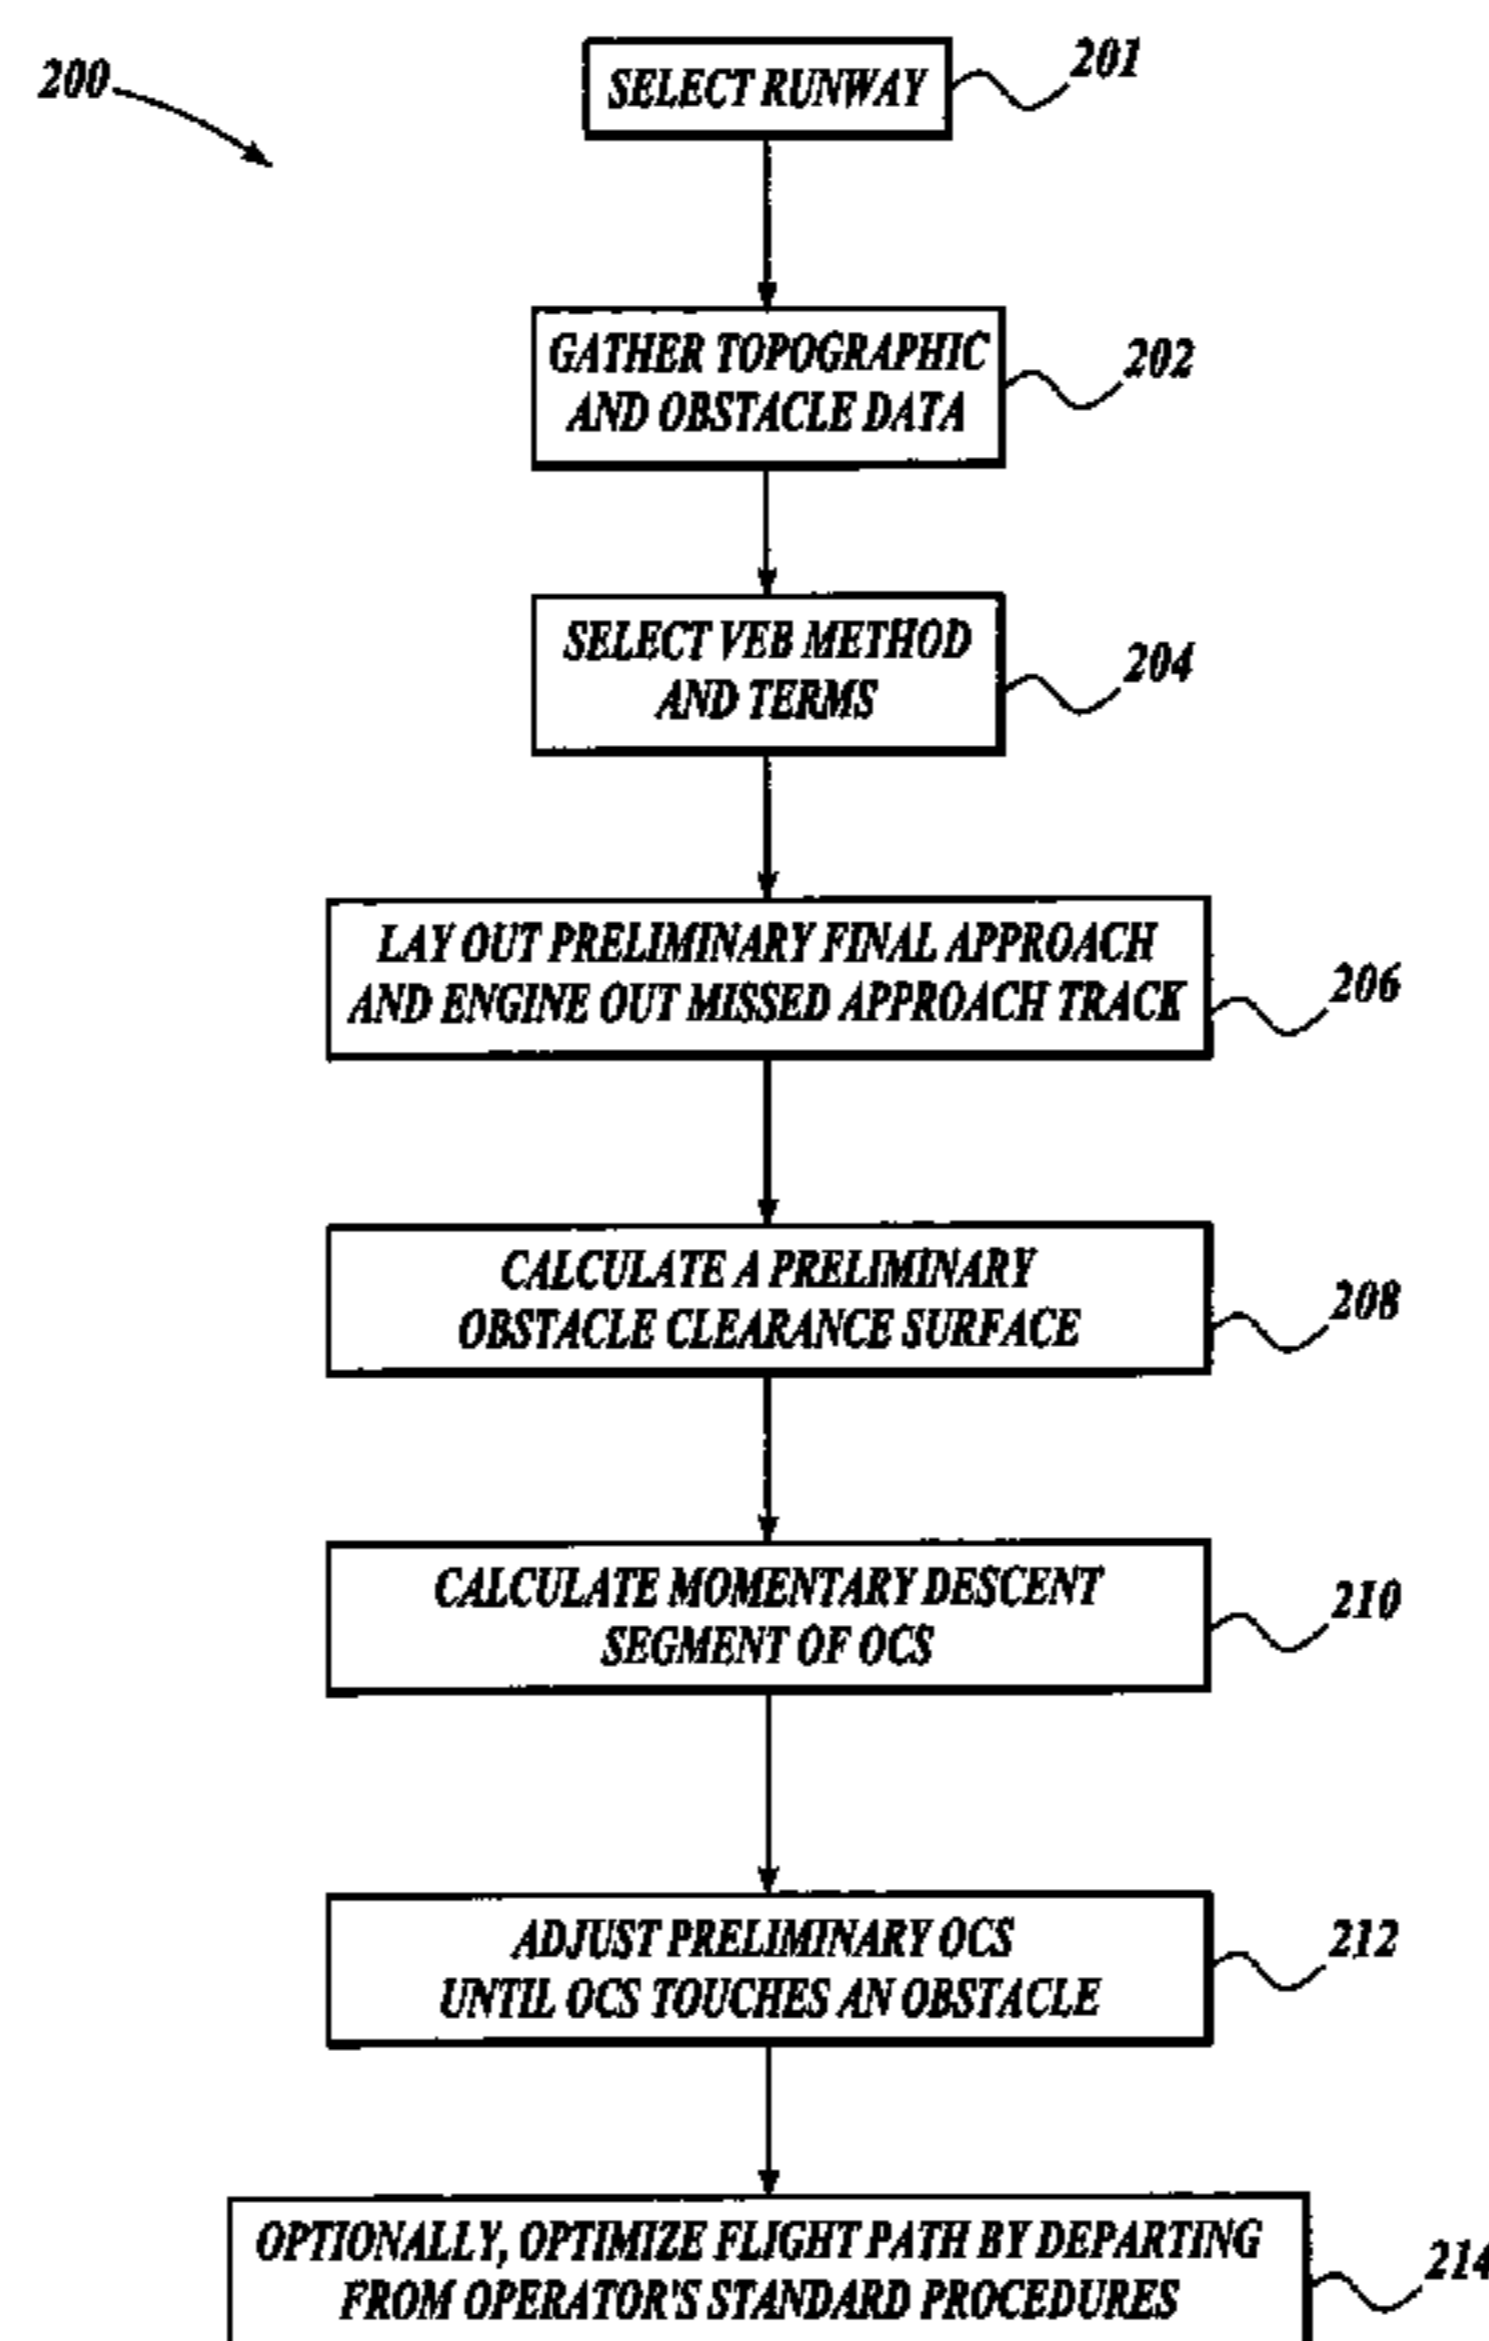 200
SELECT RUNWAY
201
GATHER TOPOGRAPHIC
AND OBSTACLE DATA
202
SELECT VEB METHOD
AND TERMS
204
LAY OUT PRELIMINARY FINAL APPROACH
AND ENGINE OUT MISSED APPROACH TRACK
206
CALCULATE A PRELIMINARY
OBSTACLE CLEARANCE SURFACE
208
CALCULATE MOMENTARY DESCENT
SEGMENT OF OCS
210
ADJUST PRELIMINARY OCS
UNTIL OCS TOUCHES AN OBSTACLE
212
OPTIONALLY, OPTIMIZE FLIGHT PATH BY DEPARTING
FROM OPERATOR'S STANDARD PROCEDURES
214